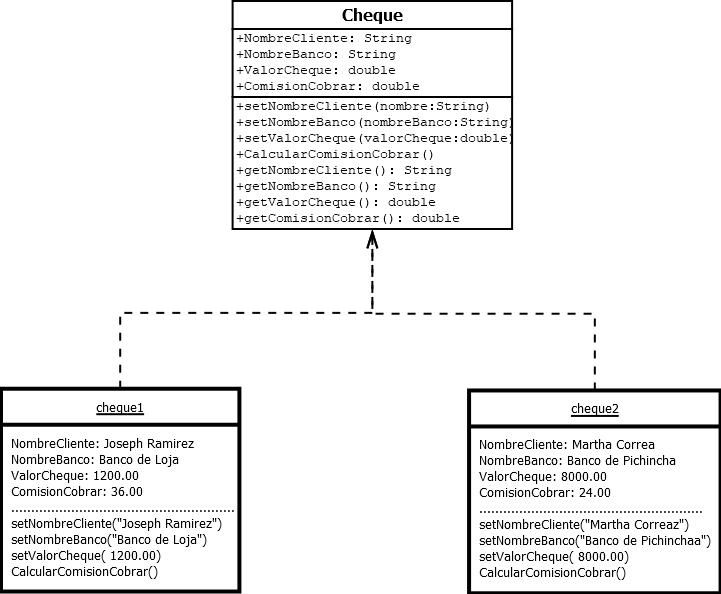 Cheque
+NombreCliente: String
+NombreBanco: String
+ValorCheque: double
+ComisionCobrar: double
+setNombreCliente(nombre:String)
+setNombreBanco(nombreBanco:String)
+setValorCheque(valorCheque:double)
+CalcularComisionCobrar()
+getNombreCliente(): String
+getNombreBanco(): String
+getValorCheque(): double
+getComisionCobrar(): double
cheque1
NombreCliente: Joseph Ramirez
NombreBanco: Banco de Loja
ValorCheque: 1200.00
ComisionCobrar: 36.00
setNombreCliente("Joseph Ramirez")
setNombreBanco("Banco de Loja")
setValorCheque( 1200.00)
CalcularComisionCobrar()
cheque2
NombreCliente: Martha Correa
NombreBanco: Banco de Pichincha
ValorCheque: 8000.00
ComisionCobrar: 24.00
setNombreCliente("Martha Correaz")
setNombreBanco("Banco de Pichinchaa")
setValorCheque( 8000.00)
CalcularComisionCobrar()